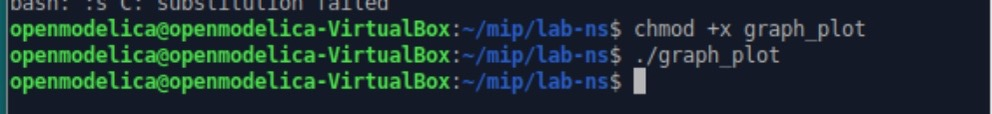 bash: :s C: substitution failed
openmodelica@openmodelica-VirtualBox:~/mip/lab-ns$ chmod +x graph_plot
openmodelica@openmodelica-VirtualBox:~/mip/lab-ns$ ./graph_plot
openmodelica@openmodelica-VirtualBox:~/mip/lab-ns$